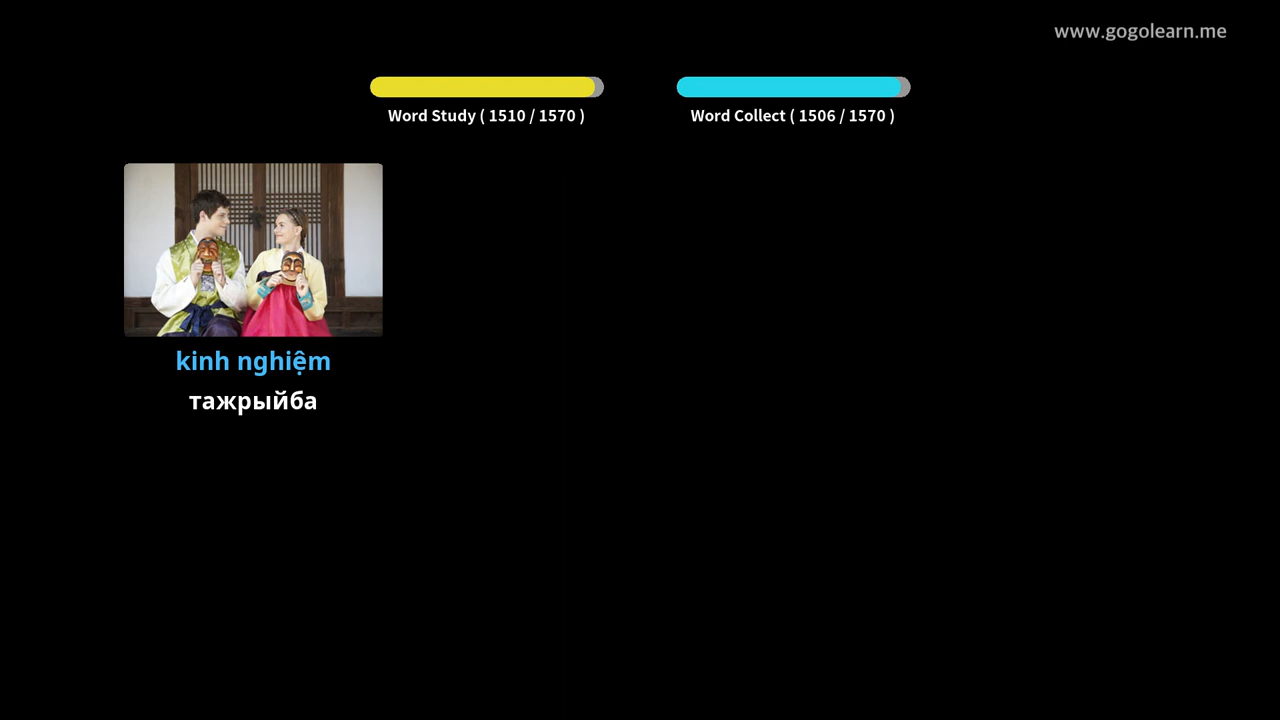 www.gogolearn.me
Word Study ( 1510 / 1570 )
Word Collect ( 1506 / 1570 )
kinh nghiệm
тажрыйба